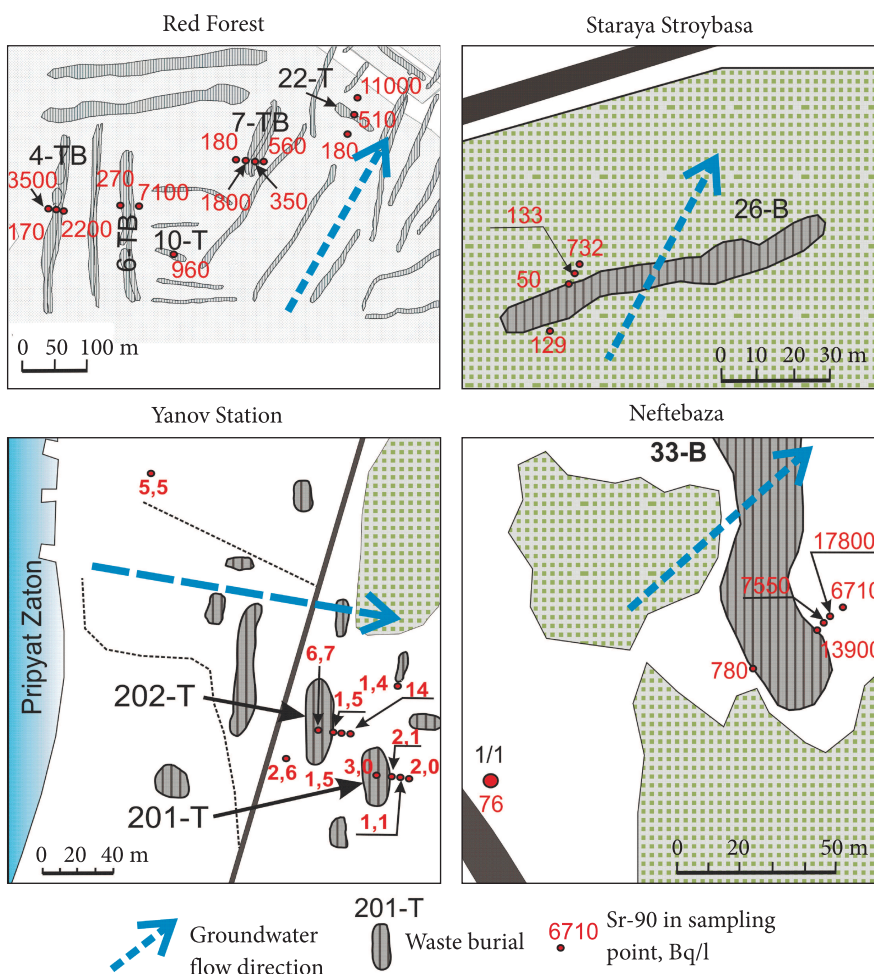 Red Forest
Staraya Stroybasa
22-T
11000
7-TB
510
180
560
180
4-TB
3500
270
7100
1800
350
170
2200
6-TB
10-T
960
0 50 100 m
133
732
26-B
50
129
0 10 20 30 m
Yanov Station
Neftebaza
5,5
Pripyat Zaton
6,7
202-T
1,5
1,4
14
2,1
2,6
1,5
3,0
2,0
201-T
1,1
0 20 40 m
33-B
17800
7550
6710
13900
780
1/1
76
0 20 50 m
Groundwater
flow direction
201-T
Waste burial
6710
Sr-90 in sampling
point, Bq/l